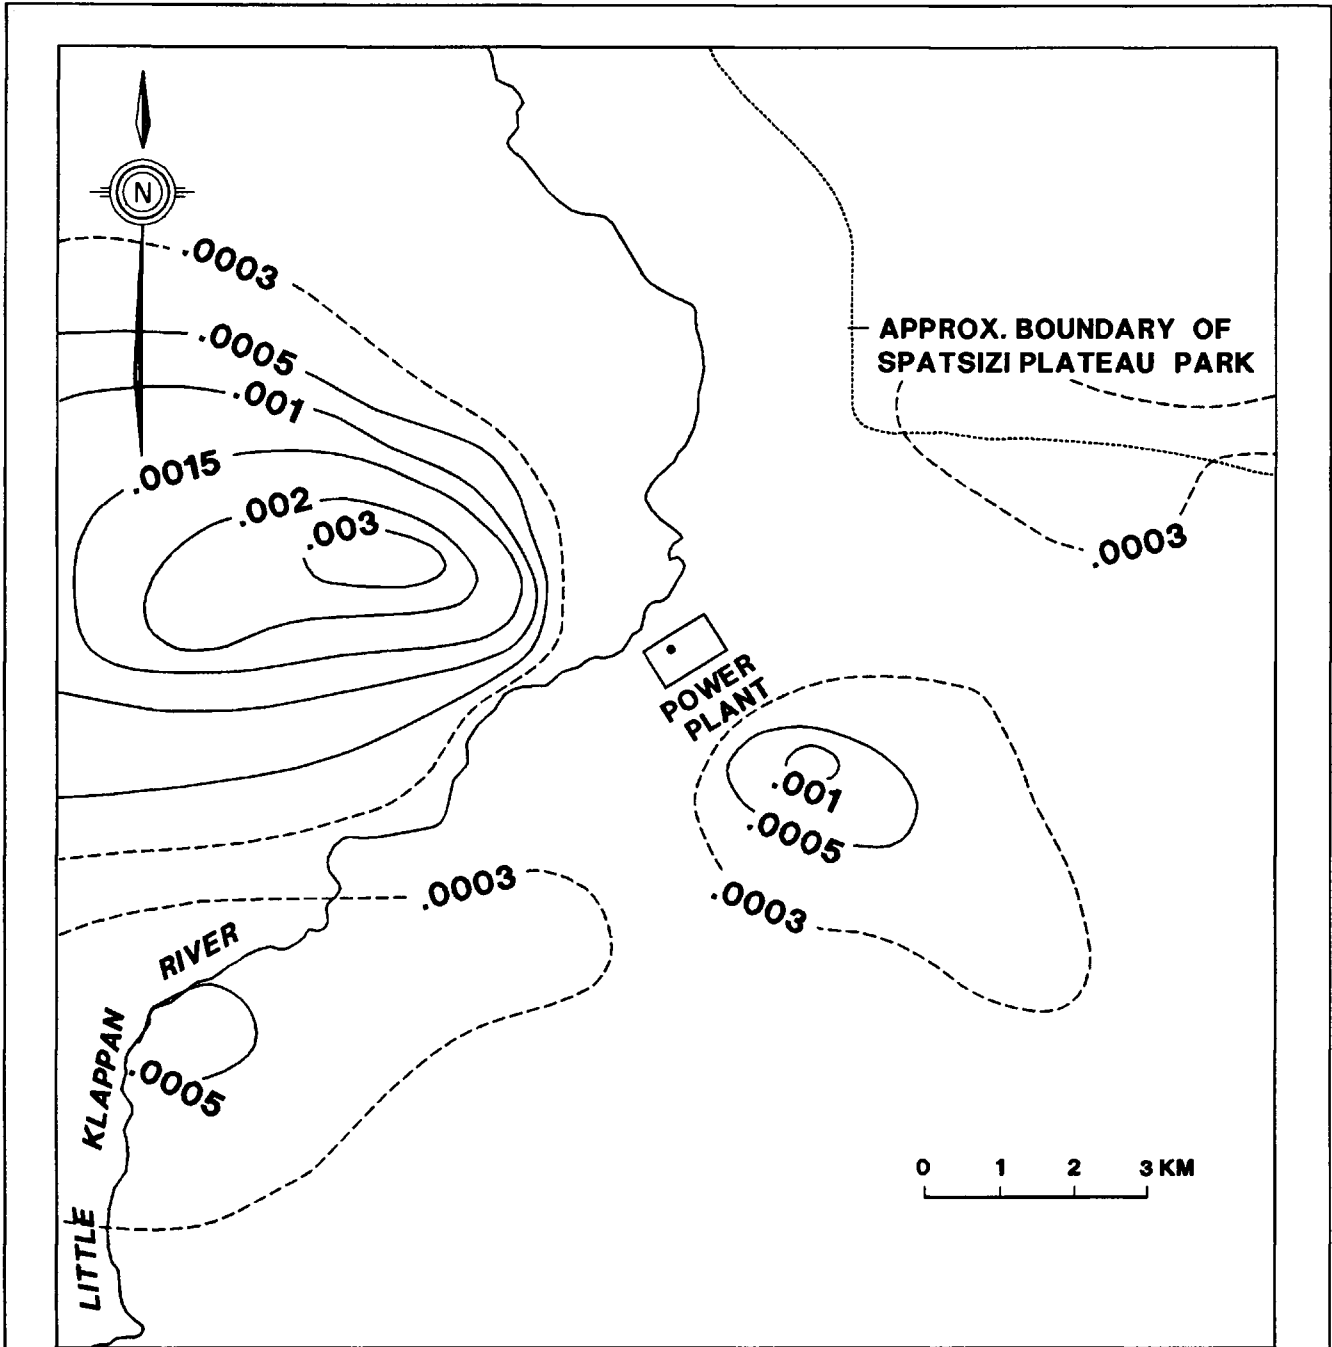 N
.0003
.0005
.001
.0015
.002
.003
APPROX. BOUNDARY OF
SPATSIZI PLATEAU PARK
.0003
POWER
PLANT
.001
.0005
.0003
.0003
RIVER
KLAPPAN
LITTLE
.0005
0 1 2 3 KM